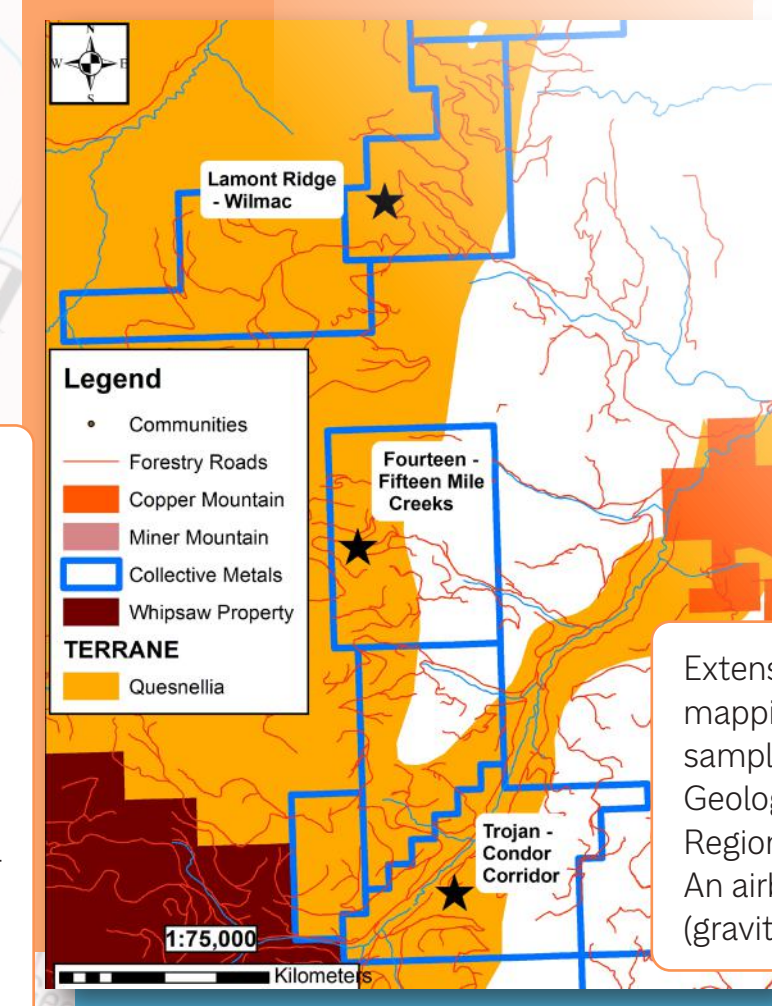 N
W E
S
Lamont Ridge
- Wilmac
Legend
Communities
Forestry Roads
Copper Mountain
Miner Mountain
Collective Metals
Whipsaw Property
TERRANE
Quesnellia
Fourteen -
Fifteen Mile
Creeks
Trojan -
Condor
Corridor
1:75,000
Kilometers
Extens
mappi
sampl
Geolog
Region
An airb
(gravit